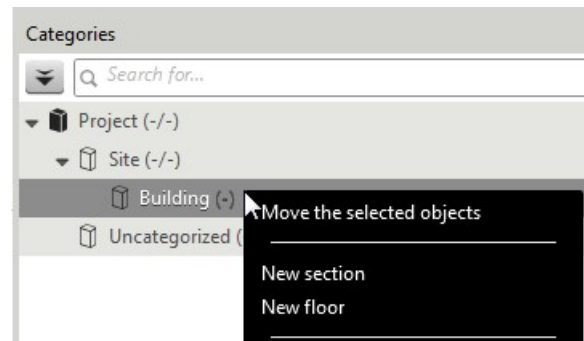 Categories
Search for...
Project (-/-)
Site (-/-)
Building (-)
Move the selected objects
Uncategorized (
New section
New floor